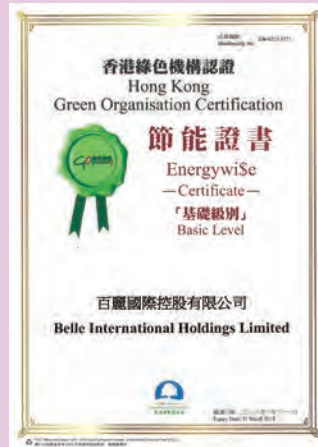 香港綠色機構認證
Hong Kong
Green Organisation Certification
節能證書
Energywi$e
—Certificate—
「基礎級別」
Basic Level
百麗國際控股有限公司
Belle International Holdings Limited